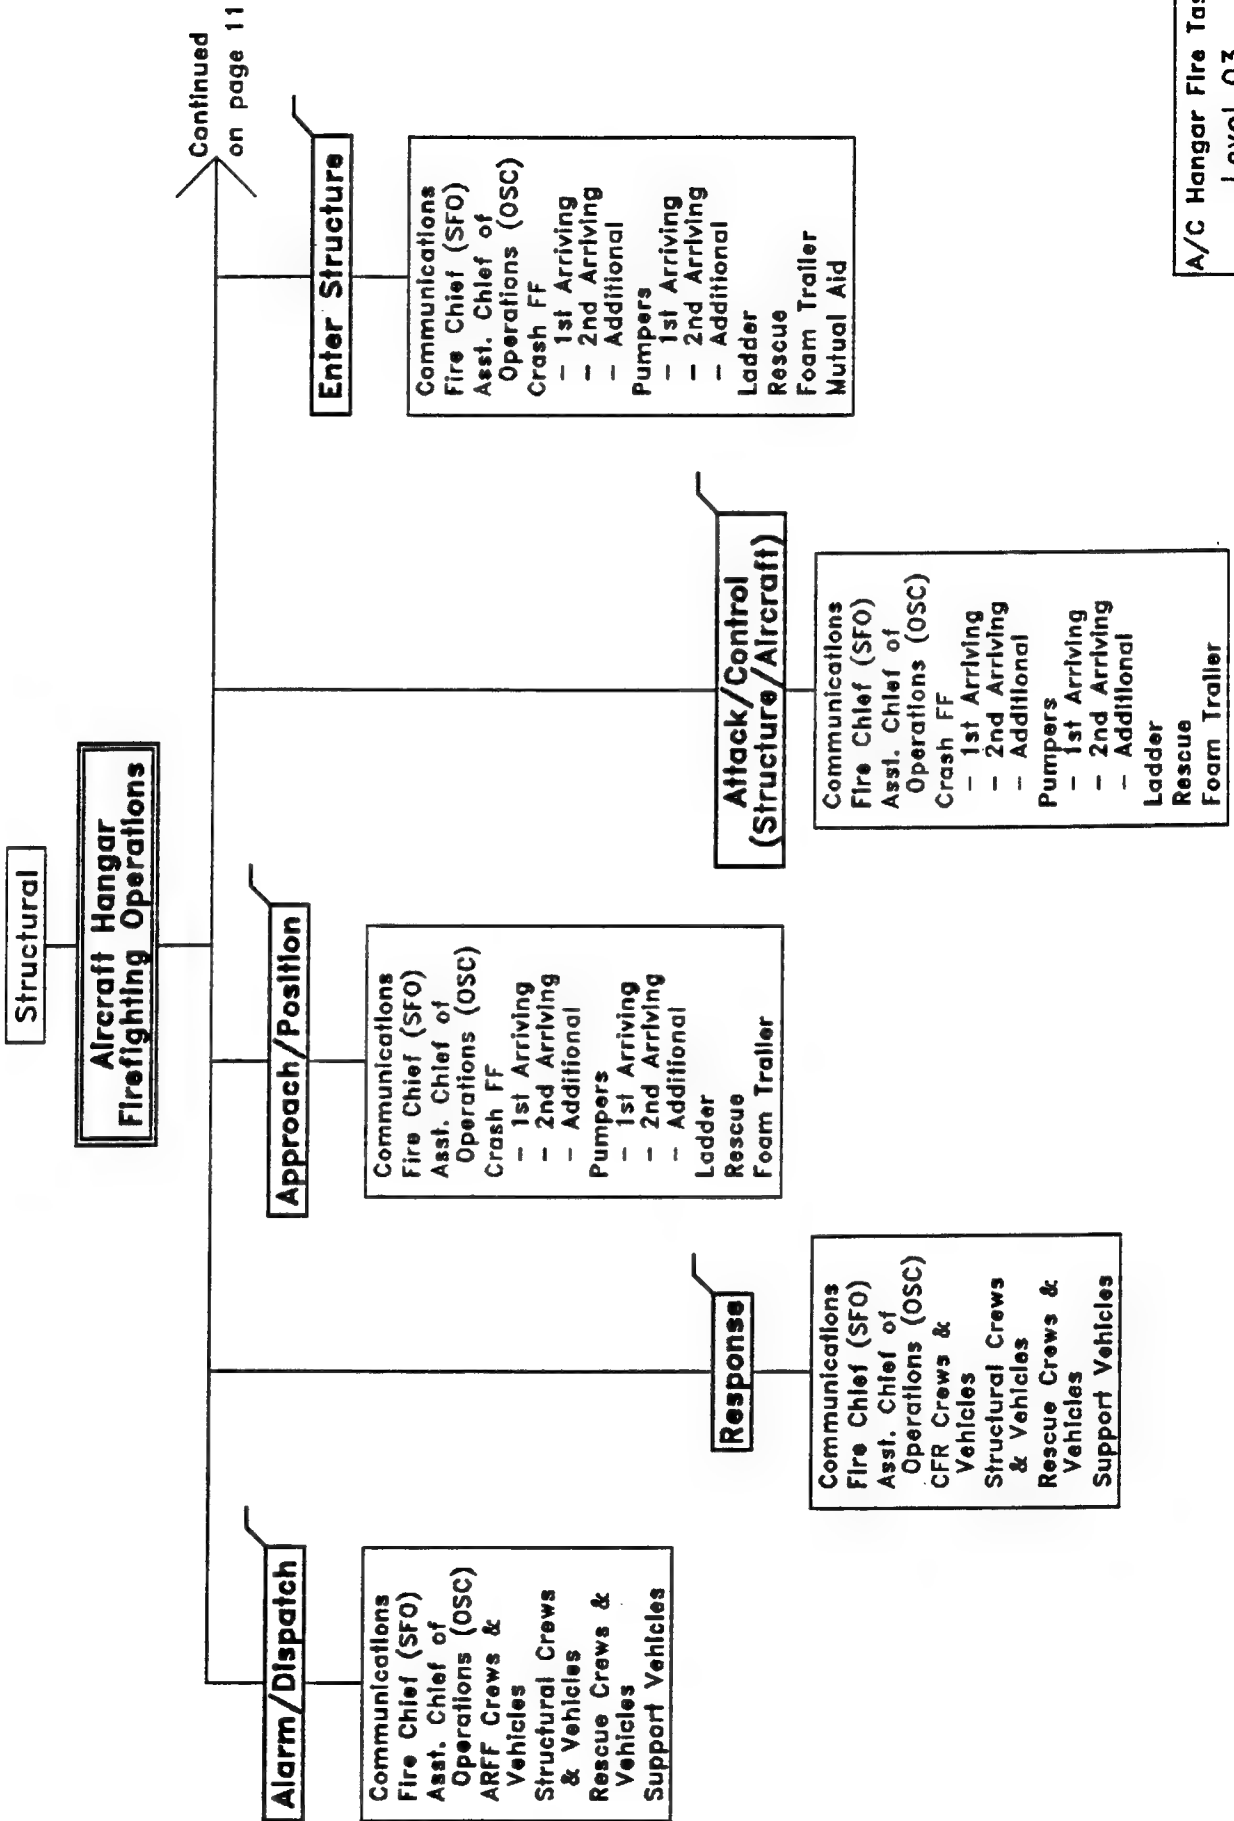 Structural
Aircraft Hangar
Firefighting Operations
Continued
on page 11
Alarm/Dispatch
Communications
Fire Chief (SFO)
Asst. Chief of
Operations (OSC)
ARFF Crews &
Vehicles
Structural Crews
& Vehicles
Rescue Crews &
Vehicles
Support Vehicles
Response
Communications
Fire Chief (SFO)
Asst. Chief of
Operations (OSC)
CFR Crews &
Vehicles
Structural Crews
& Vehicles
Rescue Crews &
Vehicles
Support Vehicles
Approach/Position
Communications
Fire Chief (SFO)
Asst. Chief of
Operations (OSC)
Crash FF
- 1st Arriving
- 2nd Arriving
- Additional
Pumpers
- 1st Arriving
- 2nd Arriving
- Additional
Ladder
Rescue
Foam Trailer
Attack/Control
(Structure/Aircraft)
Communications
Fire Chief (SFO)
Asst. Chief of
Operations (OSC)
Crash FF
- 1st Arriving
- 2nd Arriving
- Additional
Pumpers
- 1st Arriving
- 2nd Arriving
- Additional
Ladder
Rescue
Foam Trailer
Enter Structure
Communications
Fire Chief (SFO)
Asst. Chief of
Operations (OSC)
Crash FF
- 1st Arriving
- 2nd Arriving
- Additional
Pumpers
- 1st Arriving
- 2nd Arriving
- Additional
Ladder
Rescue
Foam Trailer
Mutual Aid
A/C Hangar Fire
Level 03